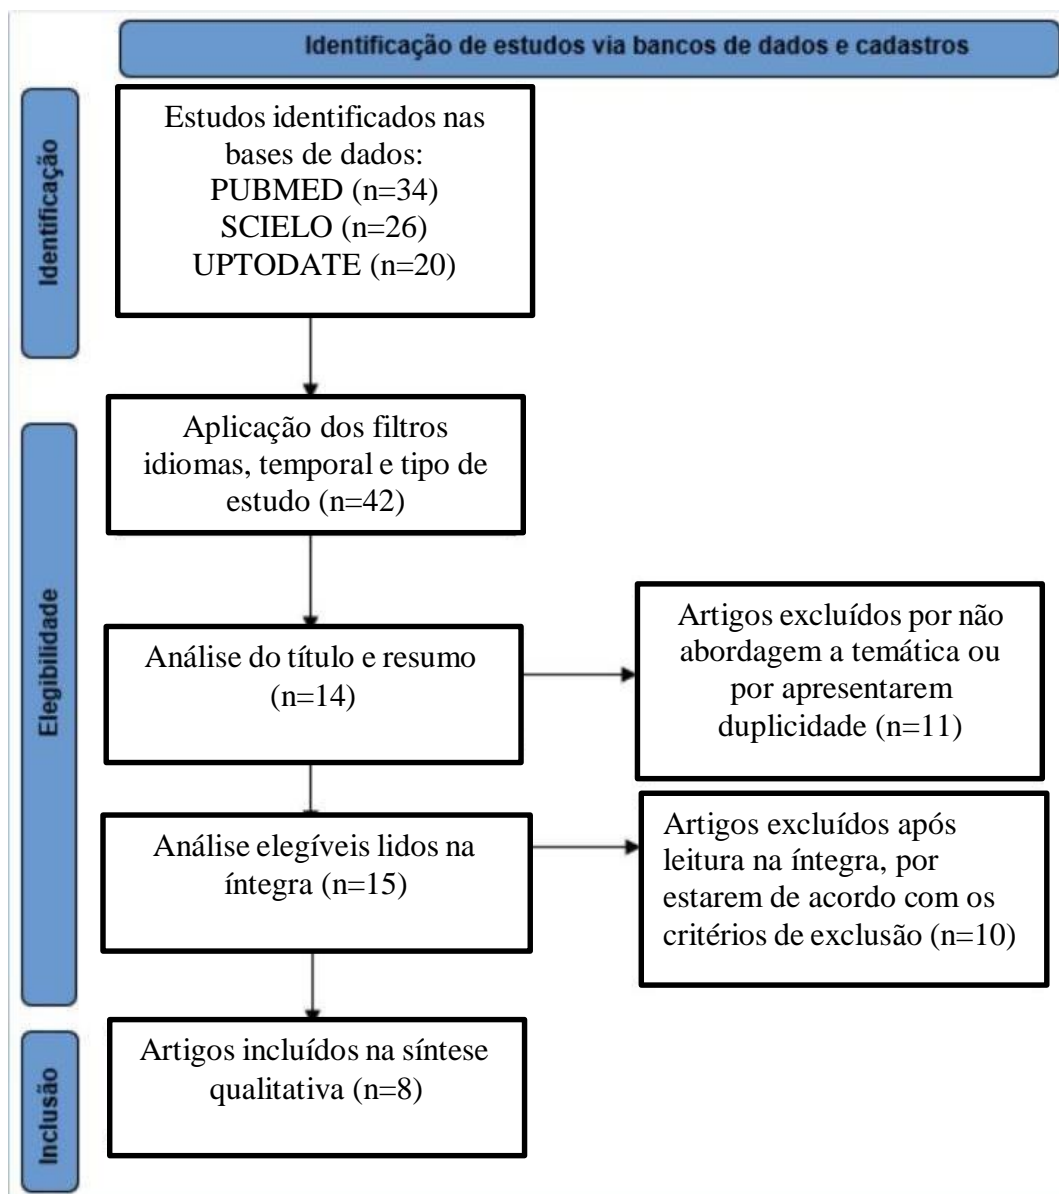 Identificação de estudos via bancos de dados e cadastros
Identificação
Estudos identificados nas
bases de dados:
PUBMED (n=34)
SCIELO (n=26)
UPTODATE (n=20)
Elegibilidade
Aplicação dos filtros
idiomas, temporal e tipo de
estudo (n=42)
Análise do título e resumo
(n=14)
Artigos excluídos por não
abordagem a temática ou
por apresentarem
duplicidade (n=11)
Análise elegíveis lidos na
íntegra (n=15)
Artigos excluídos após
leitura na íntegra, por
estarem de acordo com os
critérios de exclusão (n=10)
Inclusão
Artigos incluídos na síntese
qualitativa (n=8)